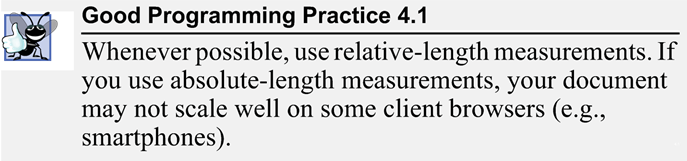 Good Programming Practice 4.1
Whenever possible, use relative-length measurements. If
you use absolute-length measurements, your document
may not scale well on some client browsers (e.g.,
smartphones).